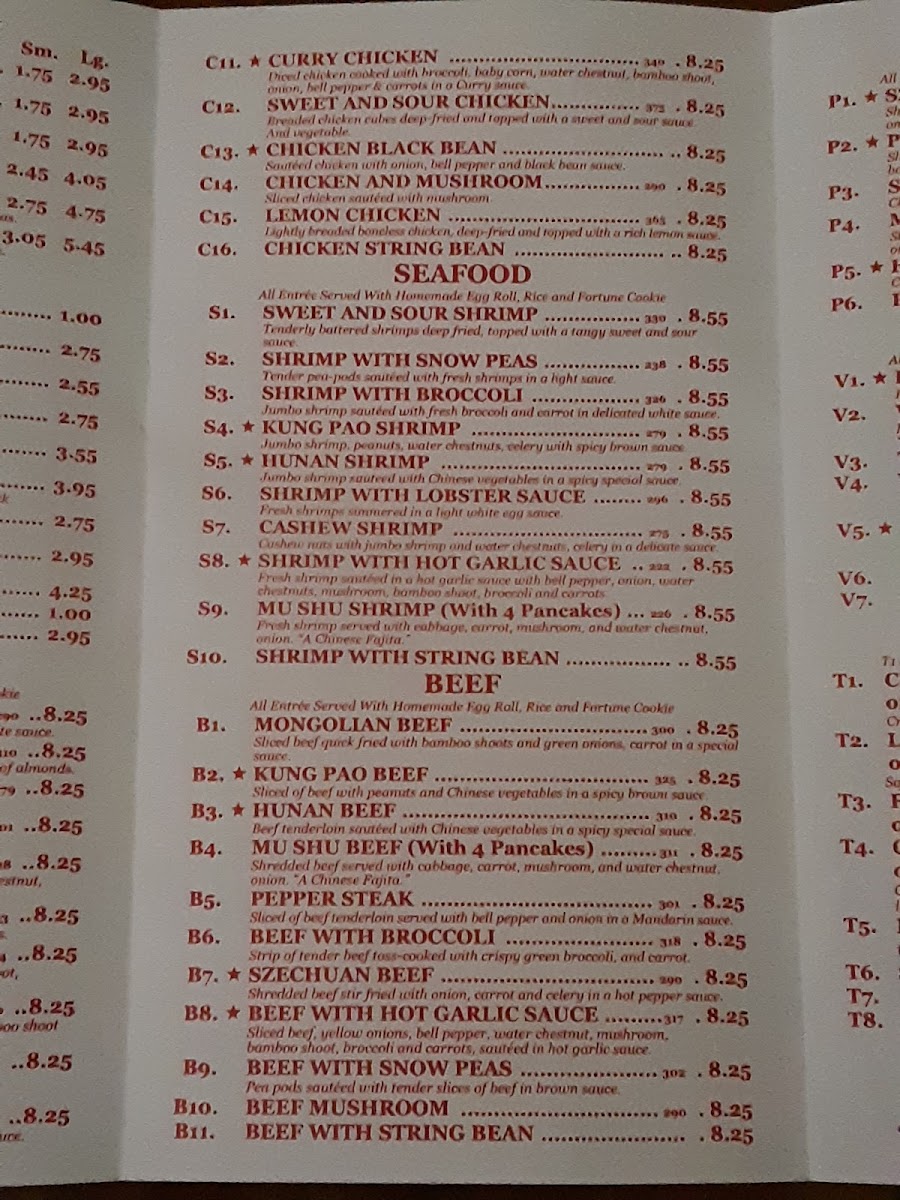 Sm. Lg.
1.75 2.95
1.75 2.95
1.75 2.95
2.45 4.05
2.75 4.75
3.05 5.45
1.00
2.75
2.55
2.75
3.55
3.95
2.75
2.95
4.25
1.00
2.95
..8.25
te sauce.
..8.25
of almonds.
..8.25
..8.25
..8.25
..8.25
..8.25
..8.25
boo shoot
..8.25
..8.25
C11. ★ CURRY CHICKEN ........ 340 . 8.25
Diced chicken cooked with broccoli, baby corn, water chestnut, bamboo shoot,
onion, bell pepper & carrots in a Curry sauce.
C12. SWEET AND SOUR CHICKEN........ 375 . 8.25
Breaded chicken cubes deep-fried and topped with a sweet and sour sauce.
And vegetable.
C13. ★ CHICKEN BLACK BEAN ........ .. 8.25
Sautéed chicken with onion, bell pepper and black bean sauce.
C14. CHICKEN AND MUSHROOM........ 290 . 8.25
Sliced chicken sautéed with mushroom.
C15. LEMON CHICKEN ........ 365 . 8.25
Lightly breaded boneless chicken, deep-fried and topped with a rich lemon sauce.
C16. CHICKEN STRING BEAN ........ .. 8.25
SEAFOOD
All Entrée Served With Homemade Egg Roll, Rice and Fortune Cookie
S1. SWEET AND SOUR SHRIMP ........ 330 . 8.55
Tenderly battered shrimps deep fried, topped with a tangy sweet and sour
sauce.
S2. SHRIMP WITH SNOW PEAS ........ 238 . 8.55
Tender pea-pods sautéed with fresh shrimps in a light sauce.
S3. SHRIMP WITH BROCCOLI ........ 326 . 8.55
Jumbo shrimp sautéed with fresh broccoli and carrot in delicated white sauce.
S4. ★ KUNG PAO SHRIMP ........ 279 . 8.55
Jumbo shrimp, peanuts, water chestnuts, celery with spicy brown sauce
S5. ★ HUNAN SHRIMP ........ 279 . 8.55
Jumbo shrimp sauteed with Chinese vegetables in a spicy special sauce.
S6. SHRIMP WITH LOBSTER SAUCE ........ 296 . 8.55
Fresh shrimps simmered in a light white egg sauce.
S7. CASHEW SHRIMP ........ 275 . 8.55
Cashew nuts with jumbo shrimp and water chestnuts, celery in a delicate sauce.
S8. ★ SHRIMP WITH HOT GARLIC SAUCE .. 222 . 8.55
Fresh shrimp sautéed in a hot garlic sauce with bell pepper, onion, water
chestnuts, mushroom, bamboo shoot, broccoli and carrots.
S9. MU SHU SHRIMP (With 4 Pancakes) ... 226 . 8.55
Fresh shrimp served with cabbage, carrot, mushroom, and water chestnut,
onion. "A Chinese Fajita."
S10. SHRIMP WITH STRING BEAN ........ .. 8.55
BEEF
All Entrée Served With Homemade Egg Roll, Rice and Fortune Cookie
B1. MONGOLIAN BEEF ........ 300 . 8.25
Sliced beef quick fried with bamboo shoots and green onions, carrot in a special
sauce.
B2. ★ KUNG PAO BEEF ........ 325 . 8.25
Sliced of beef with peanuts and Chinese vegetables in a spicy brown sauce
B3. ★ HUNAN BEEF ........ 310 . 8.25
Beef tenderloin sautéed with Chinese vegetables in a spicy special sauce.
B4. MU SHU BEEF (With 4 Pancakes) ........ 311 . 8.25
Shredded beef served with cabbage, carrot, mushroom, and water chestnut,
onion. "A Chinese Fajita."
B5. PEPPER STEAK ........ 301 . 8.25
Sliced of beef tenderloin served with bell pepper and onion in a Mandarin sauce.
B6. BEEF WITH BROCCOLI ........ 318 . 8.25
Strip of tender beef toss-cooked with crispy green broccoli, and carrot.
B7. ★ SZECHUAN BEEF ........ 290 . 8.25
Shredded beef stir fried with onion, carrot and celery in a hot pepper sauce.
B8. ★ BEEF WITH HOT GARLIC SAUCE ........317 . 8.25
Sliced beef, yellow onions, bell pepper, water chestnut, mushroom,
bamboo shoot, broccoli and carrots, sautéed in hot garlic sauce.
B9. BEEF WITH SNOW PEAS ........ 302 . 8.25
Pea pods sautéed with tender slices of beef in brown sauce.
B10. BEEF MUSHROOM ........ 290 . 8.25
B11. BEEF WITH STRING BEAN ........ . 8.25
All
P1. ★
P2. ★
P3.
P4.
P5. ★
P6.
V1. ★
V2.
V3.
V4.
V5. ★
V6.
V7.
T1.
T2.
T3.
T4.
T5.
T6.
T7.
T8.